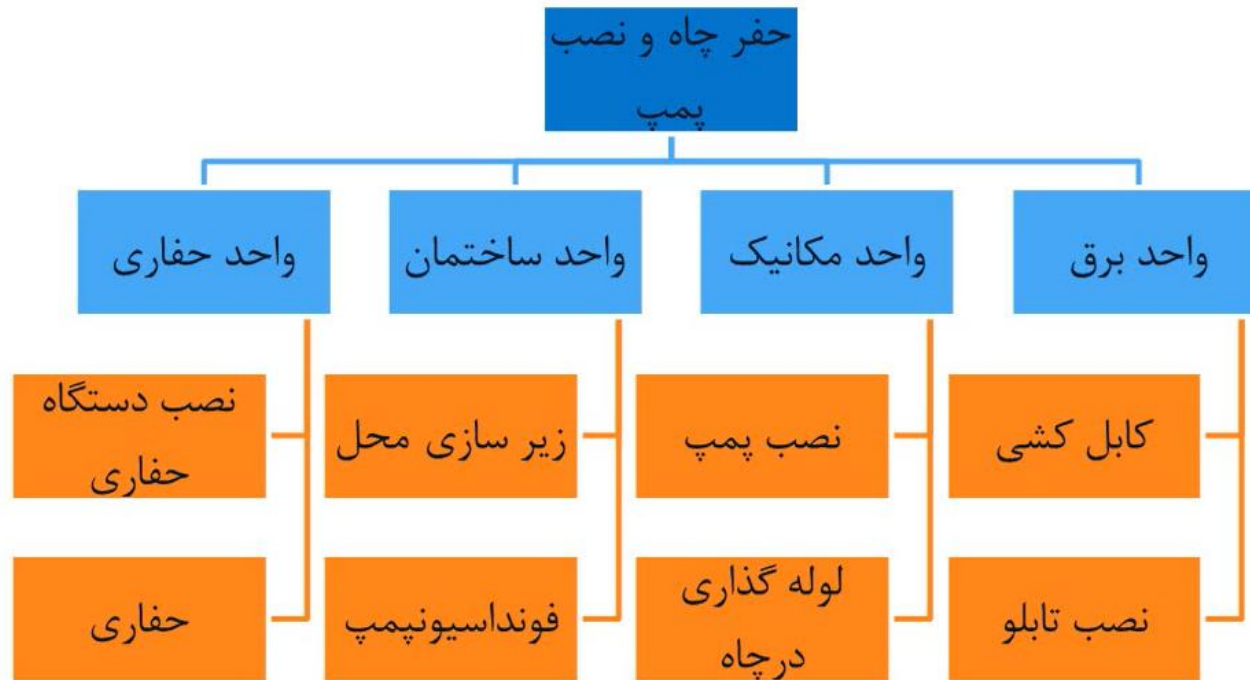 حفر چاه و نصب
پمپ
واحد برق
واحد مکانیک
واحد ساختمان
واحد حفاری
کابل کشی
نصب پمپ
زیر سازی محل
نصب دستگاه
حفاری
نصب تابلو
لوله گذاری
درچاه
فونداسیونپمپ
حفاری